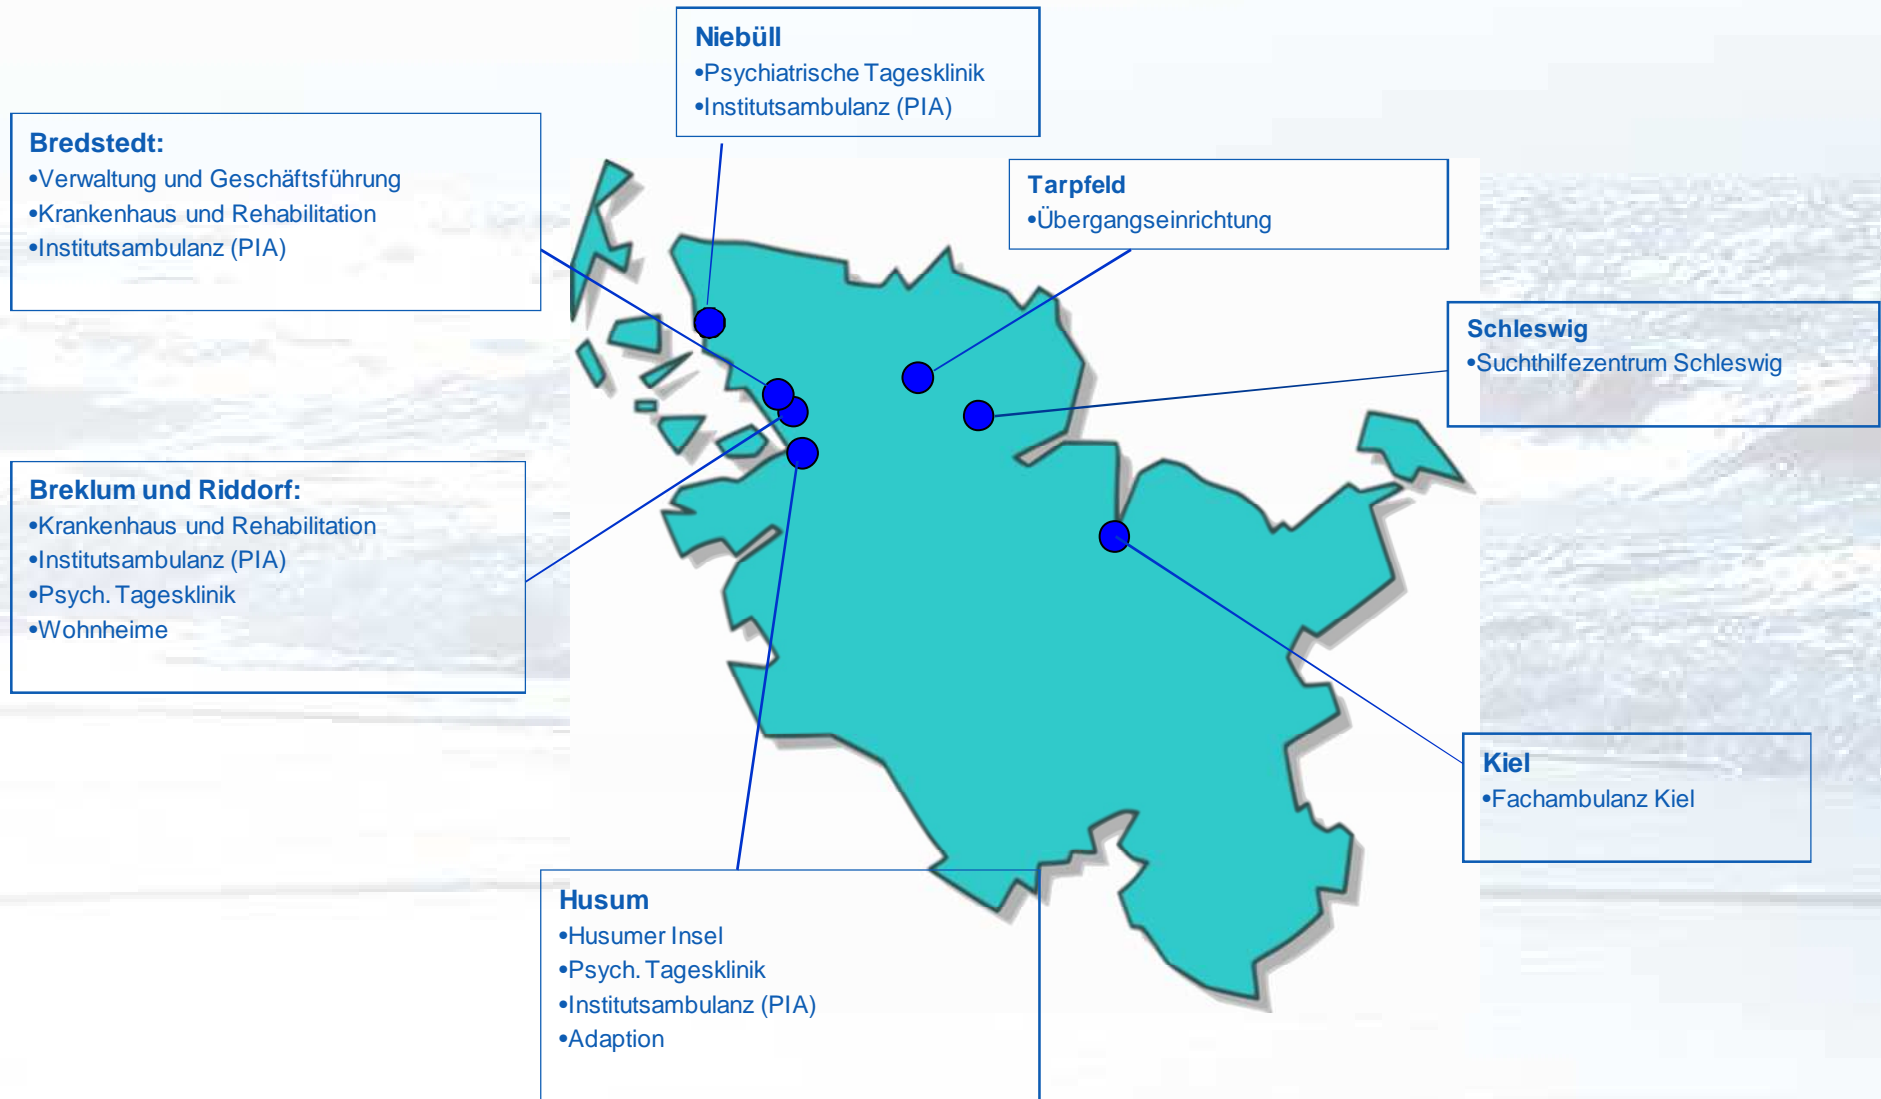 Niebüll
•Psychiatrische Tagesklinik
•Institutsambulanz (PIA)
Bredstedt:
•Verwaltung und Geschäftsführung
•Krankenhaus und Rehabilitation
•Institutsambulanz (PIA)
Tarpfeld
•Übergangseinrichtung
Schleswig
•Suchthilfezentrum Schleswig
Breklum und Riddorf:
•Krankenhaus und Rehabilitation
•Institutsambulanz (PIA)
•Psych. Tagesklinik
•Wohnheime
Kiel
•Fachambulanz Kiel
Husum
•Husumer Insel
•Psych. Tagesklinik
•Institutsambulanz (PIA)
•Adaption